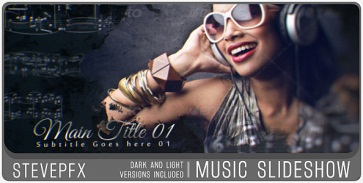 Main Title 01
Subtitle Goes here 01
STEVEPFX
DARK AND LIGHT
VERSIONS INCLUDED
MUSIC SLIDESHOW